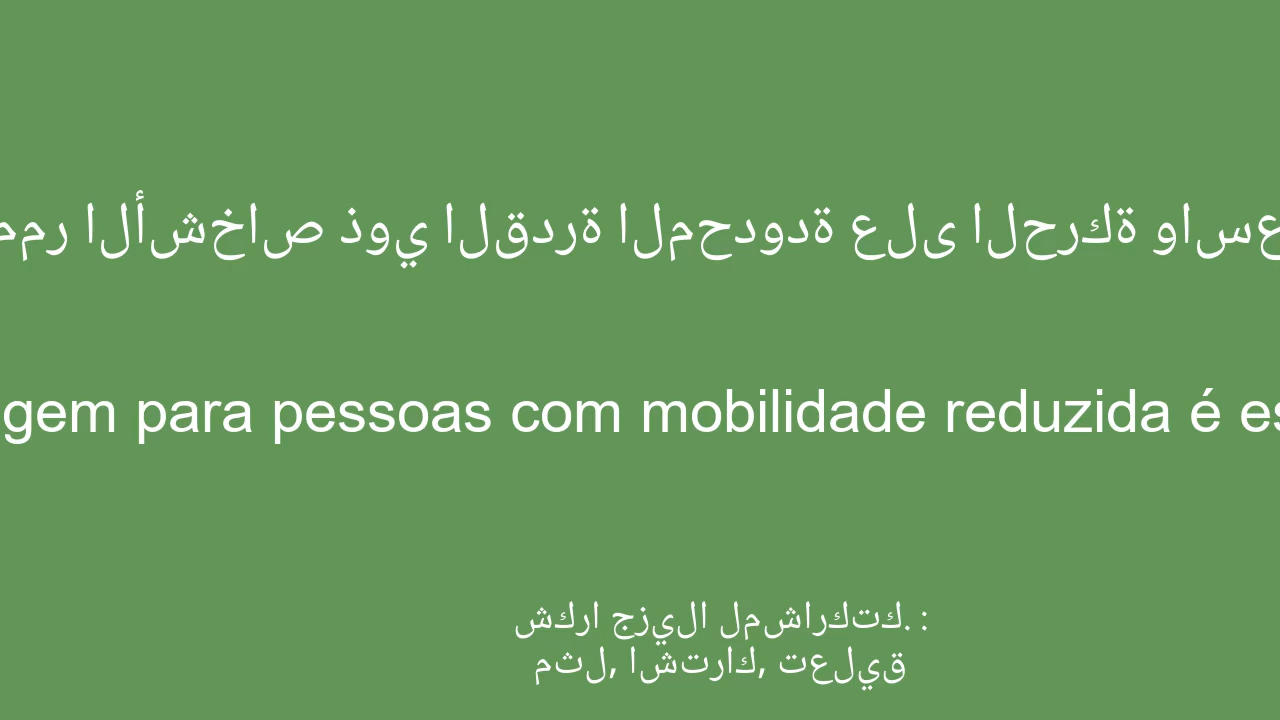 ممر الأشخاص ذوي القدرة المحدودة على الحركة واسع
gem para pessoas com mobilidade reduzida é es
شكرا جزيلا لمشاركتك. :
مثل, اشتراك, تعليق